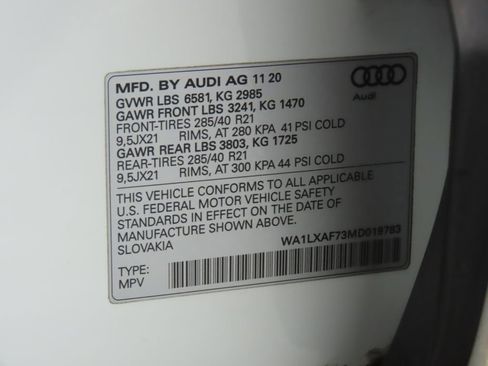 MFD. BY AUDI AG 11 20
GVWR LBS 6581, KG 2985
GAWR FRONT LBS 3241, KG 1470
FRONT-TIRES 285/40 R21
9,5JX21 RIMS, AT 280 KPA 41 PSI COLD
GAWR REAR LBS 3803, KG 1725
REAR-TIRES 285/40 R21
9,5JX21 RIMS, AT 300 KPA 44 PSI COLD
THIS VEHICLE CONFORMS TO ALL APPLICABLE
U.S. FEDERAL MOTOR VEHICLE SAFETY
STANDARDS IN EFFECT ON THE DATE OF
MANUFACTURE SHOWN ABOVE.
SLOVAKIA
WA1LXAF73MD019783
TYPE:
MPV
Audi